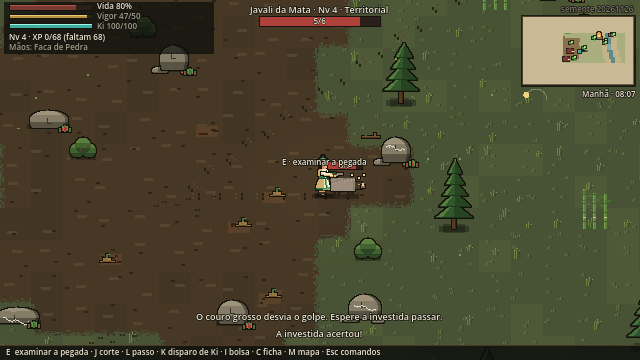 Vida 80%
Vigor 47/50
Ki 100/100
Nv 4 · XP 0/68 (faltam 68)
Mãos: Faca de Pedra
Javali da Mata · Nv 4 · Territorial
5/6
semente 20261126
Manhã · 08:07
E · examinar a pegada
O couro grosso desvia o golpe. Espere a investida passar.
A investida acertou!
E examinar a pegada · J corte · L passo · K disparo de Ki · I bolsa · C ficha · M mapa · Esc comandos